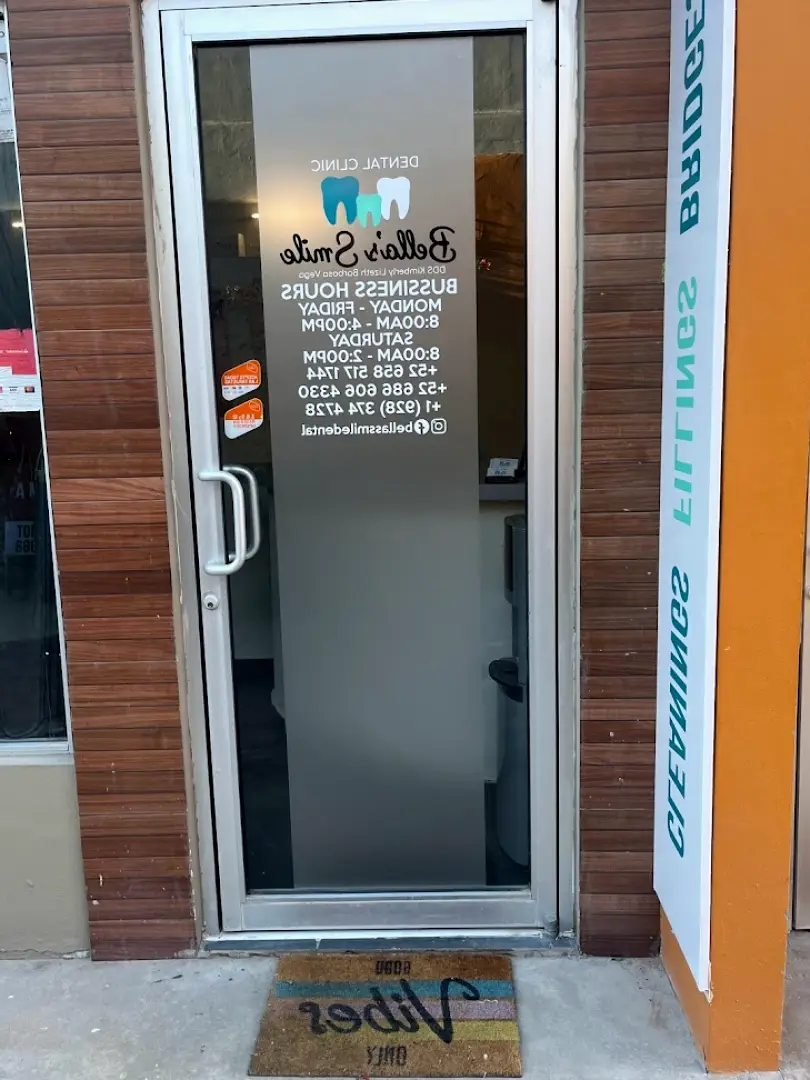 DENTAL CLINIC
Bella's Smile
DDS Kimberly Lizeth Barbosa Vega
BUSSINESS HOURS
MONDAY - FRIDAY
8:00AM - 4:00PM
SATURDAY
8:00AM - 2:00PM
+52 658 517 1744
+52 686 606 4330
+1 (928) 374 4728
@bellassmiledental
CLEANINGS FILLINGS BRIDGE
GOOD
Vibes
ONLY